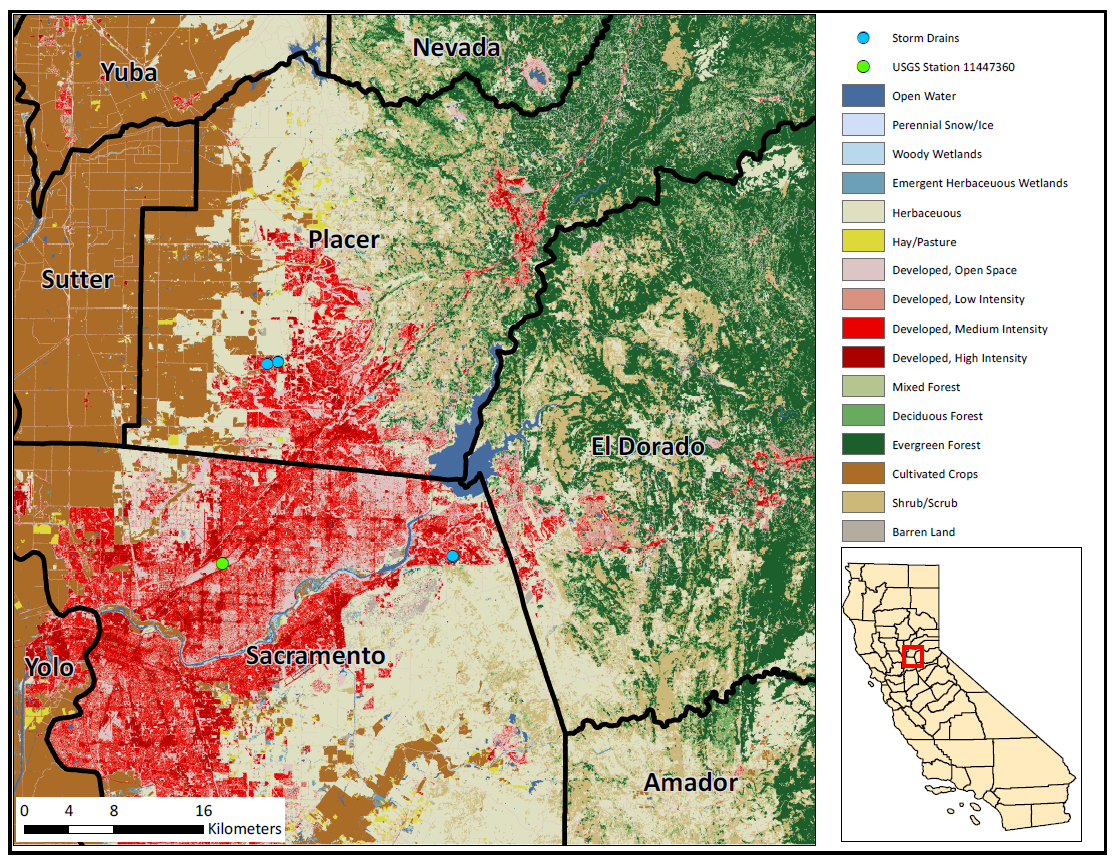 Nevada
Yuba
Placer
Sutter
El Dorado
Sacramento
Yolo
Amador
0 4 8 16
Kilometers
Storm Drains
USGS Station 11447360
Open Water
Perennial Snow/Ice
Woody Wetlands
Emergent Herbaceuous Wetlands
Herbaceuous
Hay/Pasture
Developed, Open Space
Developed, Low Intensity
Developed, Medium Intensity
Developed, High Intensity
Mixed Forest
Deciduous Forest
Evergreen Forest
Cultivated Crops
Shrub/Scrub
Barren Land